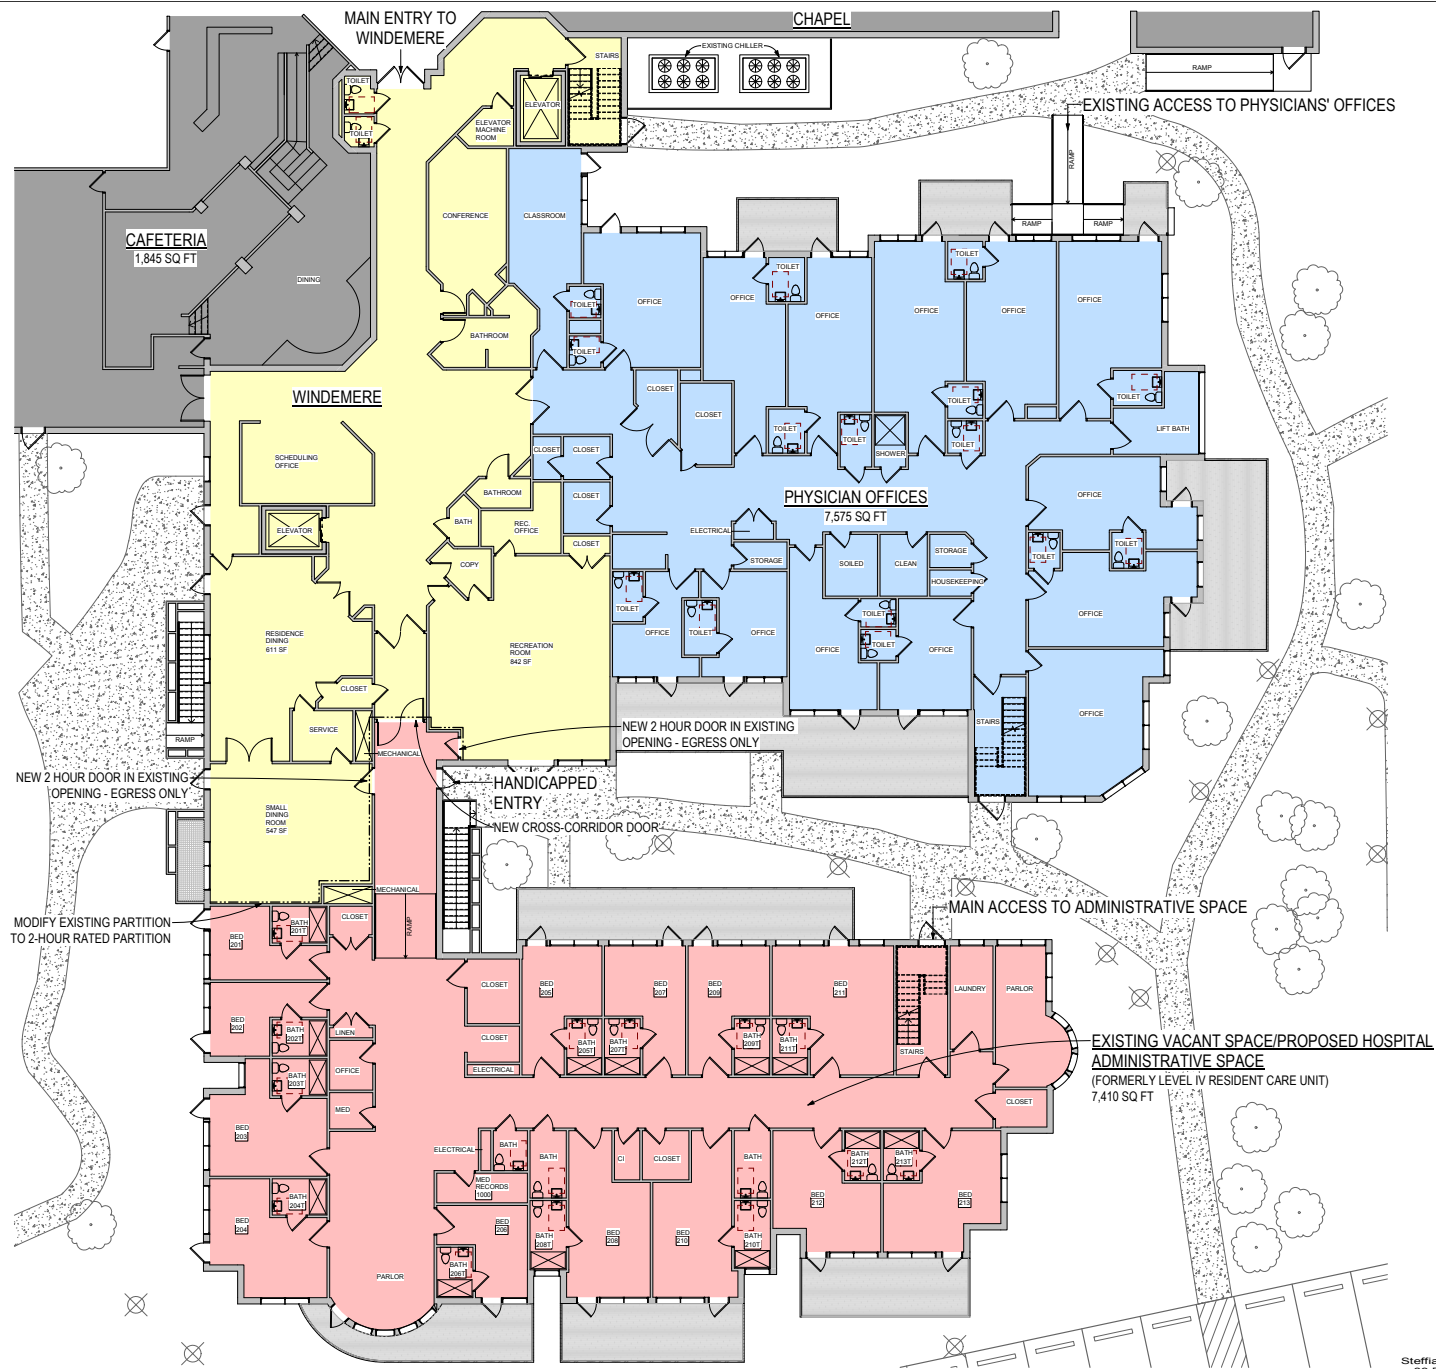 CHAPEL
MAIN ENTRY TO
WINDEMERE
EXISTING CHILLER
STAIRS
TOILET
TOILET
ELEVATOR
ELEVATOR
MACHINE
ROOM
RAMP
EXISTING ACCESS TO PHYSICIANS' OFFICES
RAMP
RAMP
RAMP
CONFERENCE
CLASSROOM
CAFETERIA
1,845 SQ FT
DINING
BATHROOM
TOILET
TOILET
OFFICE
OFFICE
TOILET
OFFICE
OFFICE
TOILET
OFFICE
OFFICE
WINDEMERE
CLOSET
CLOSET
TOILET
TOILET
SHOWER
TOILET
TOILET
TOILET
LIFT BATH
SCHEDULING
OFFICE
CLOSET
CLOSET
BATHROOM
CLOSET
PHYSICIAN OFFICES
7,575 SQ FT
OFFICE
ELEVATOR
BATH
REC.
OFFICE
CLOSET
ELECTRICAL
STORAGE
COPY
SOILED
CLEAN
STORAGE
HOUSEKEEPING
TOILET
TOILET
TOILET
OFFICE
TOILET
OFFICE
OFFICE
TOILET
TOILET
OFFICE
OFFICE
RESIDENCE
DINING
611 SF
RECREATION
ROOM
842 SF
CLOSET
SERVICE
STAIRS
OFFICE
RAMP
MECHANICAL
NEW 2 HOUR DOOR IN EXISTING
OPENING - EGRESS ONLY
NEW 2 HOUR DOOR IN EXISTING
OPENING - EGRESS ONLY
HANDICAPPED
ENTRY
SMALL
DINING
ROOM
547 SF
NEW CROSS-CORRIDOR DOOR
MECHANICAL
MODIFY EXISTING PARTITION
TO 2-HOUR RATED PARTITION
CLOSET
RAMP
MAIN ACCESS TO ADMINISTRATIVE SPACE
BED
201
BATH
201T
CLOSET
BED
205
BED
207
BED
209
BED
211
LAUNDRY
PARLOR
BED
202
BATH
202T
LINEN
CLOSET
BATH
205T
BATH
207T
BATH
209T
BATH
211T
STAIRS
EXISTING VACANT SPACE/PROPOSED HOSPITAL
ADMINISTRATIVE SPACE
(FORMERLY LEVEL IV RESIDENT CARE UNIT)
7,410 SQ FT
BATH
203T
OFFICE
ELECTRICAL
MED
CLOSET
BED
203
ELECTRICAL
BATH
BATH
CI
CLOSET
BATH
BATH
212T
BATH
213T
MED
RECORDS
1000
BED
204
BATH
204T
BED
206
BATH
208T
BED
208
BED
210
BATH
210T
BED
212
BED
213
BATH
206T
PARLOR